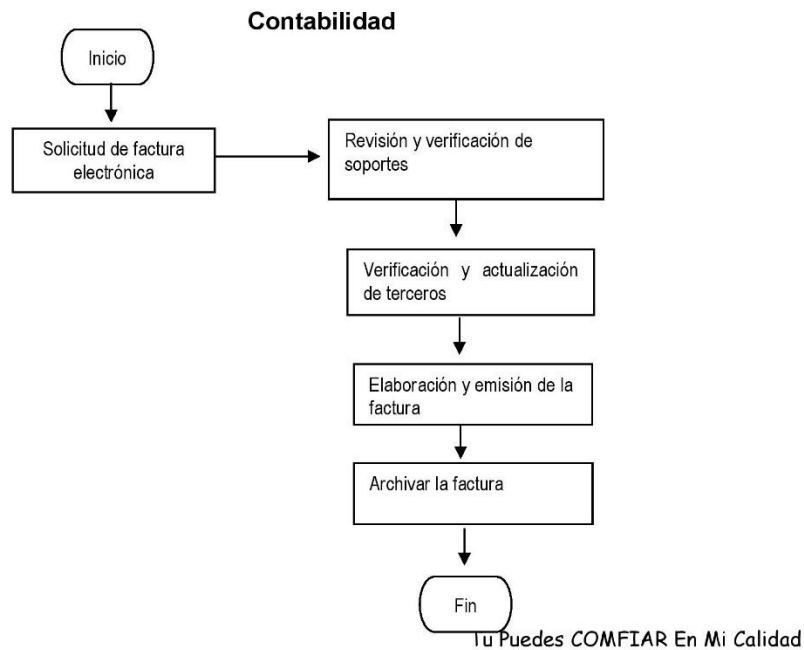 Contabilidad
Inicio
Solicitud de factura
electrónica
Revisión y verificación de
soportes
Verificación y actualización
de terceros
Elaboración y emisión de la
factura
Archivar la factura
Fin
Tu Puedes COMFIAR En Mi Calidad